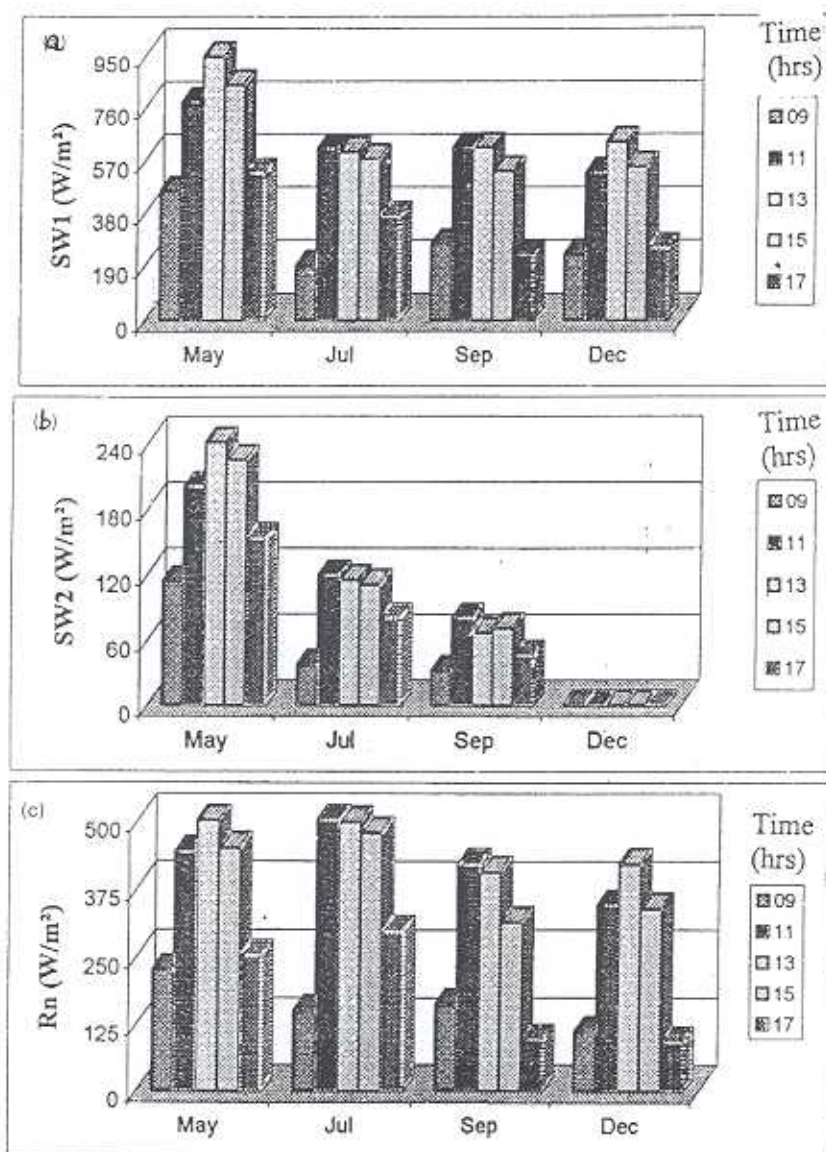 (a)
Time
(hrs)
950
760
570
380
190
0
SW1 (W/m²)
09
11
13
15
17
May Jul Sep Dec
(b)
Time
(hrs)
240
180
120
60
0
SW2 (W/m²)
09
11
13
15
17
May Jul Sep Dec
(c)
Time
(hrs)
500
375
250
125
0
Rn (W/m²)
09
11
13
15
17
May Jul Sep Dec